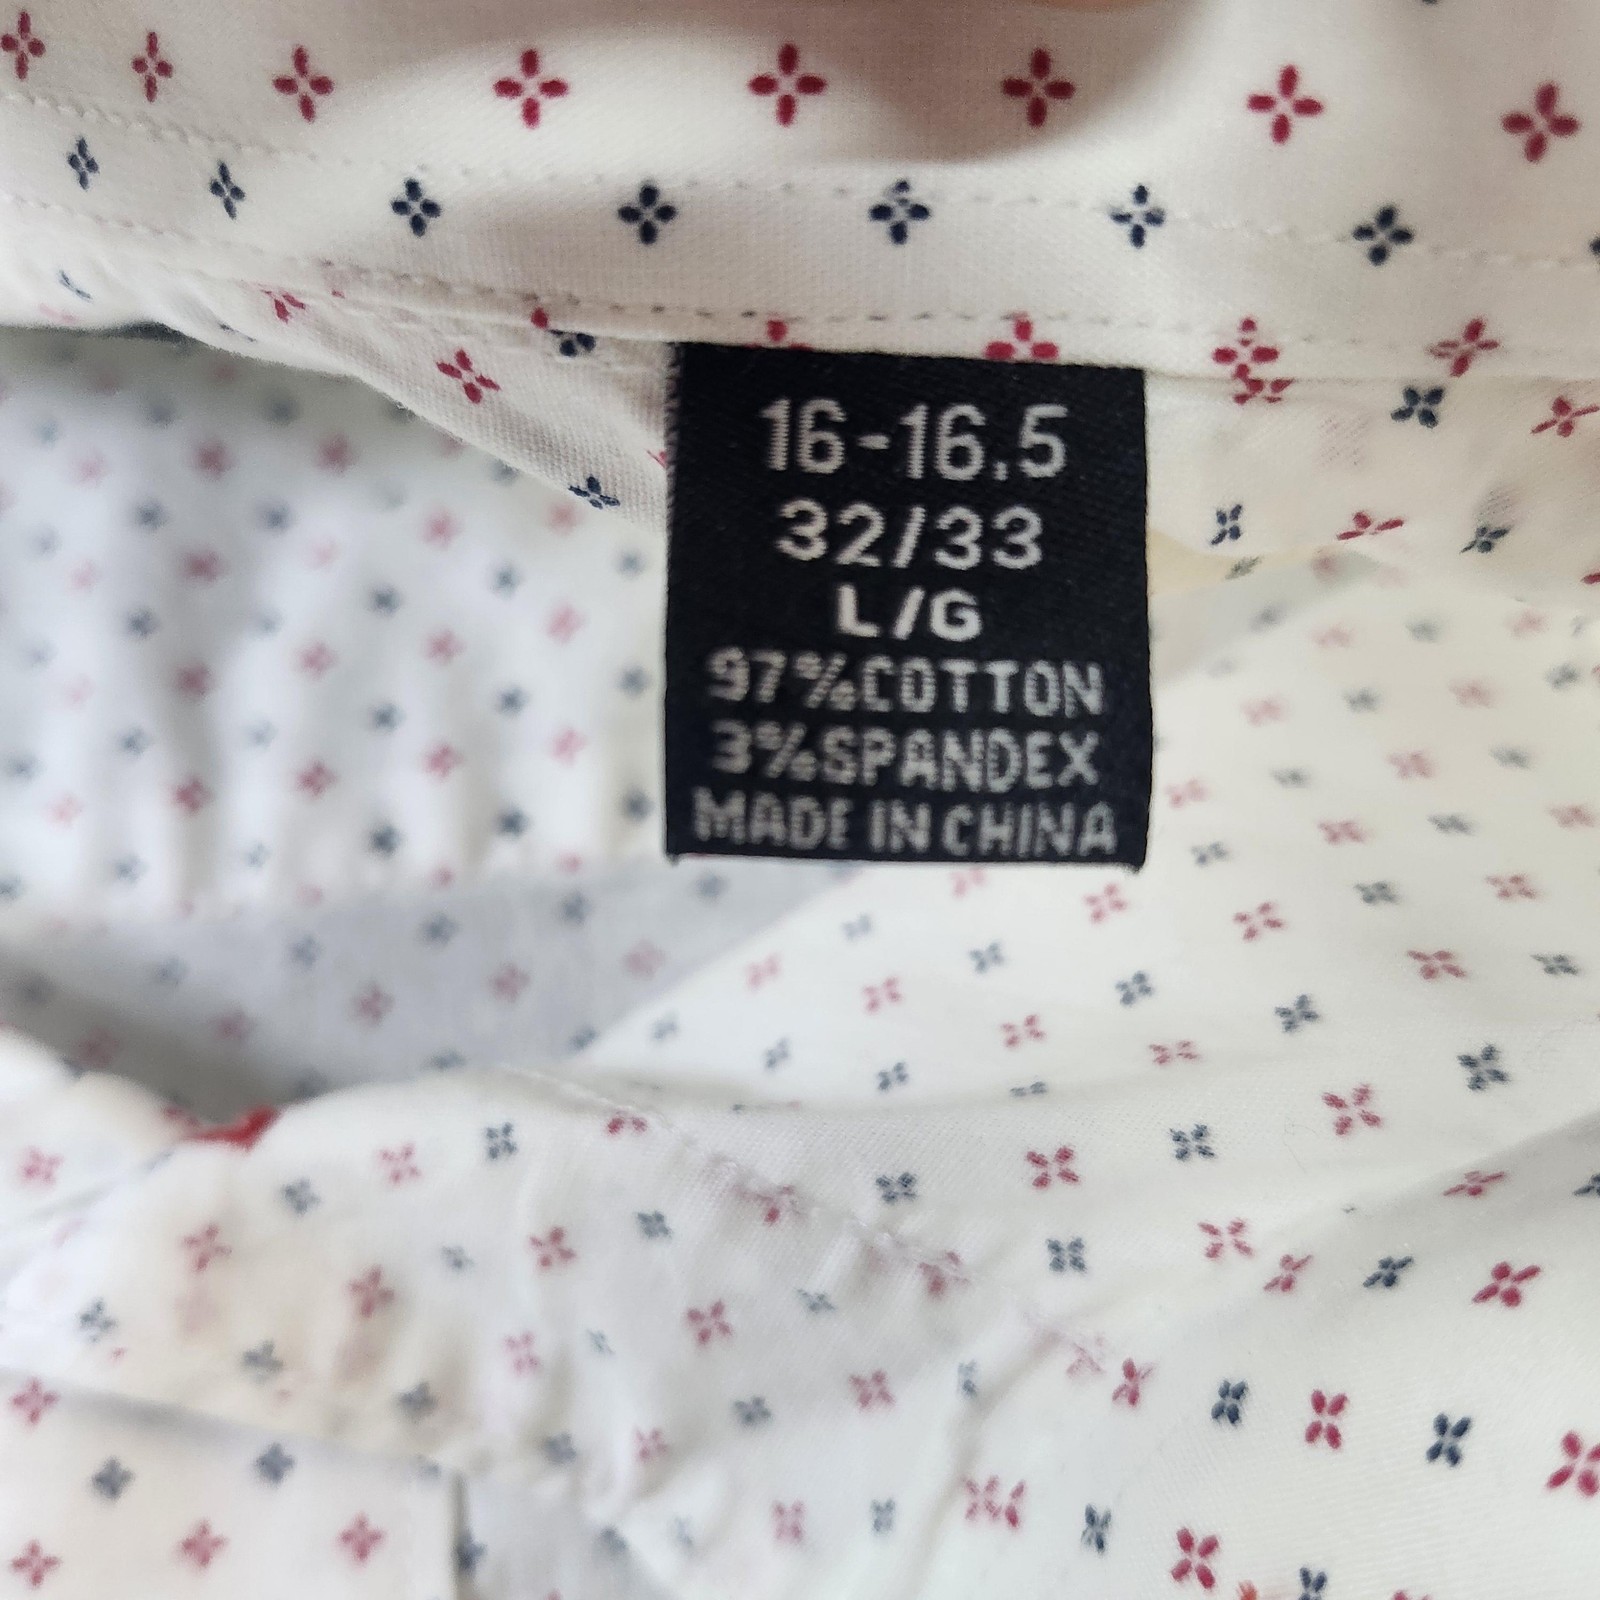 16-16.5
32/33
L/G
97%COTTON
3%SPANDEX
MADE IN CHINA